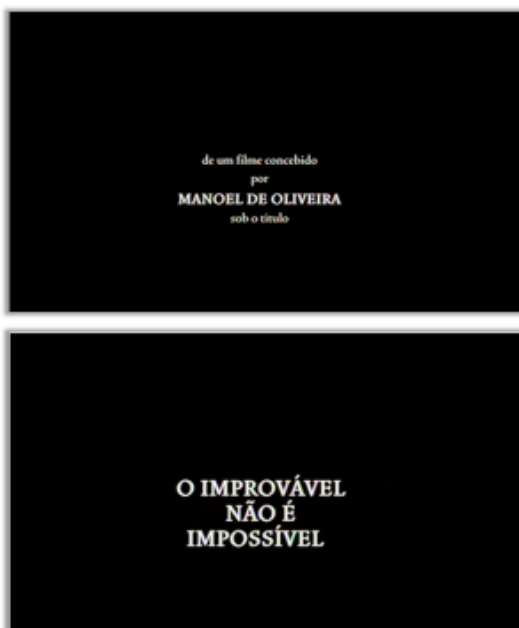 de um filme concebido
por
MANOEL DE OLIVEIRA
sob o título
O IMPROVÁVEL
NÃO É
IMPOSSÍVEL